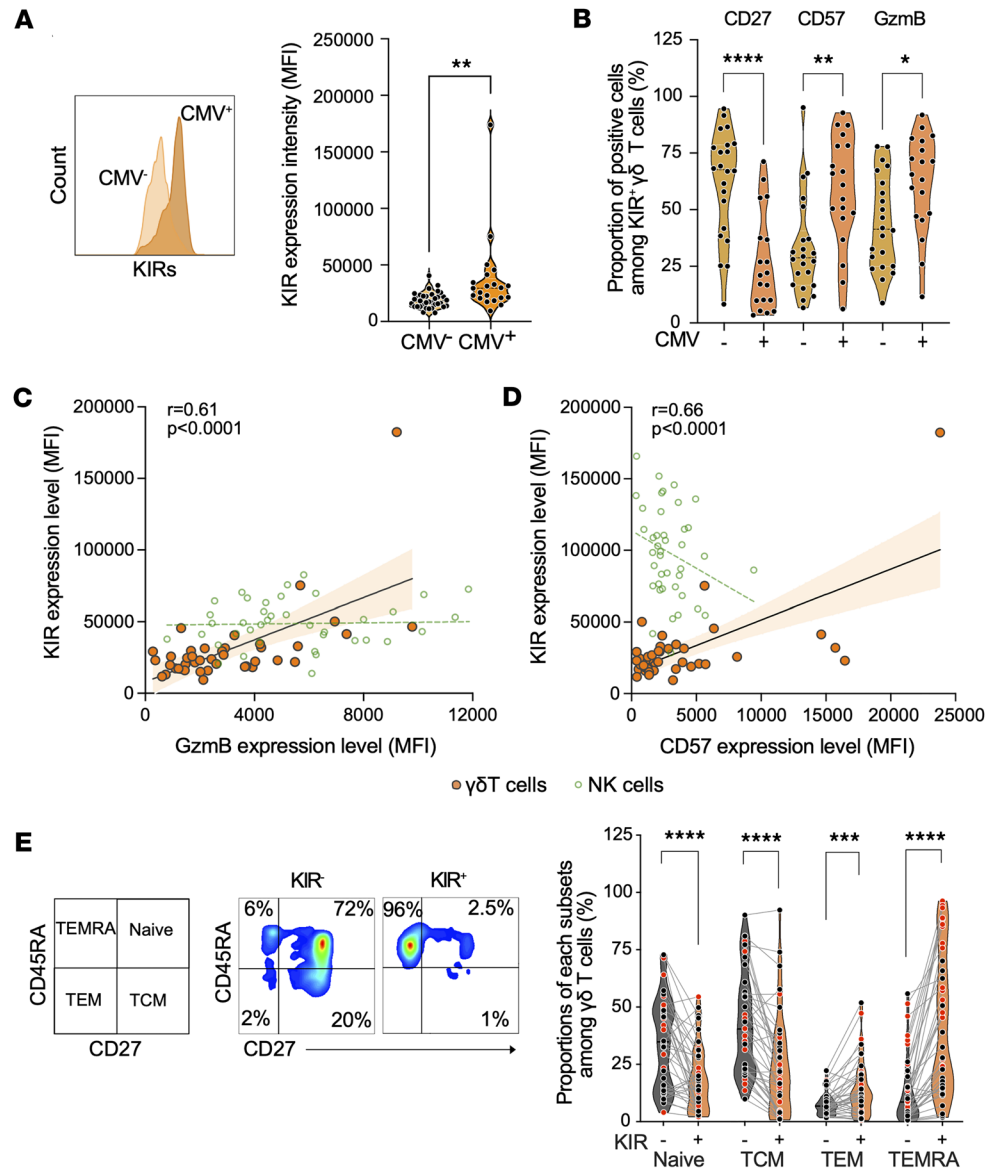 A
CMV⁺
CMV⁻
Count
KIRs
KIR expression intensity (MFI)
250000
200000
150000
100000
50000
0
**
CMV⁻ CMV⁺
B
CD27 CD57 GzmB
Proportion of positive cells
among KIR⁺ γδ T cells (%)
125
100
75
50
25
0
**** ** *
CMV - + - + - +
C
KIR expression level (MFI)
200000
150000
100000
50000
0
r=0.61
p<0.0001
0 4000 8000 12000
GzmB expression level (MFI)
D
KIR expression level (MFI)
200000
150000
100000
50000
0
r=0.66
p<0.0001
0 5000 10000 15000 20000 25000
CD57 expression level (MFI)
γδT cells NK cells
E
CD45RA
TEMRA Naive
TEM TCM
CD27
KIR⁻ KIR⁺
CD45RA
6% 72% 96% 2.5%
2% 20% 1%
CD27
Proportions of each subsets
among γδ T cells (%)
125
100
75
50
25
0
**** **** *** ****
KIR - + - + - + - +
Naive TCM TEM TEMRA